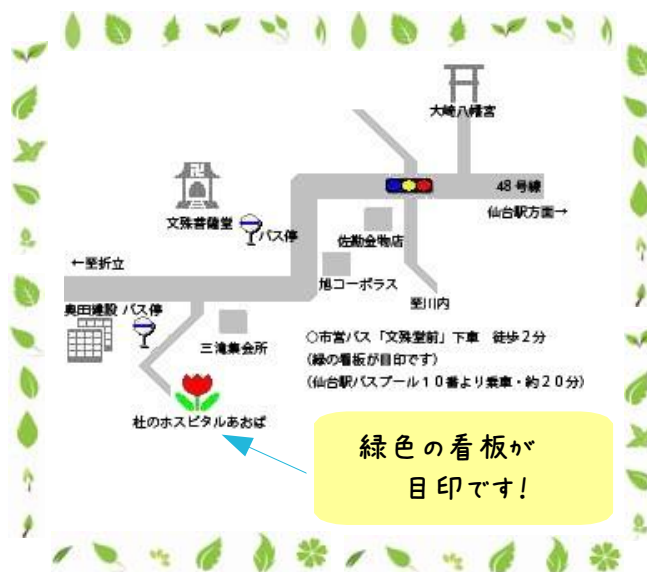 大崎八幡宮
48号線
仙台駅方面→
文殊菩薩堂
バス停
佐勘金物店
←至折立
旭コーポラス
至川内
奥田建設 バス停
三滝集会所
○市営バス「文殊堂前」下車 徒歩2分
(緑の看板が目印です)
(仙台駅バスプール10番より乗車・約20分)
杜のホスピタルあおば
緑色の看板が
目印です!